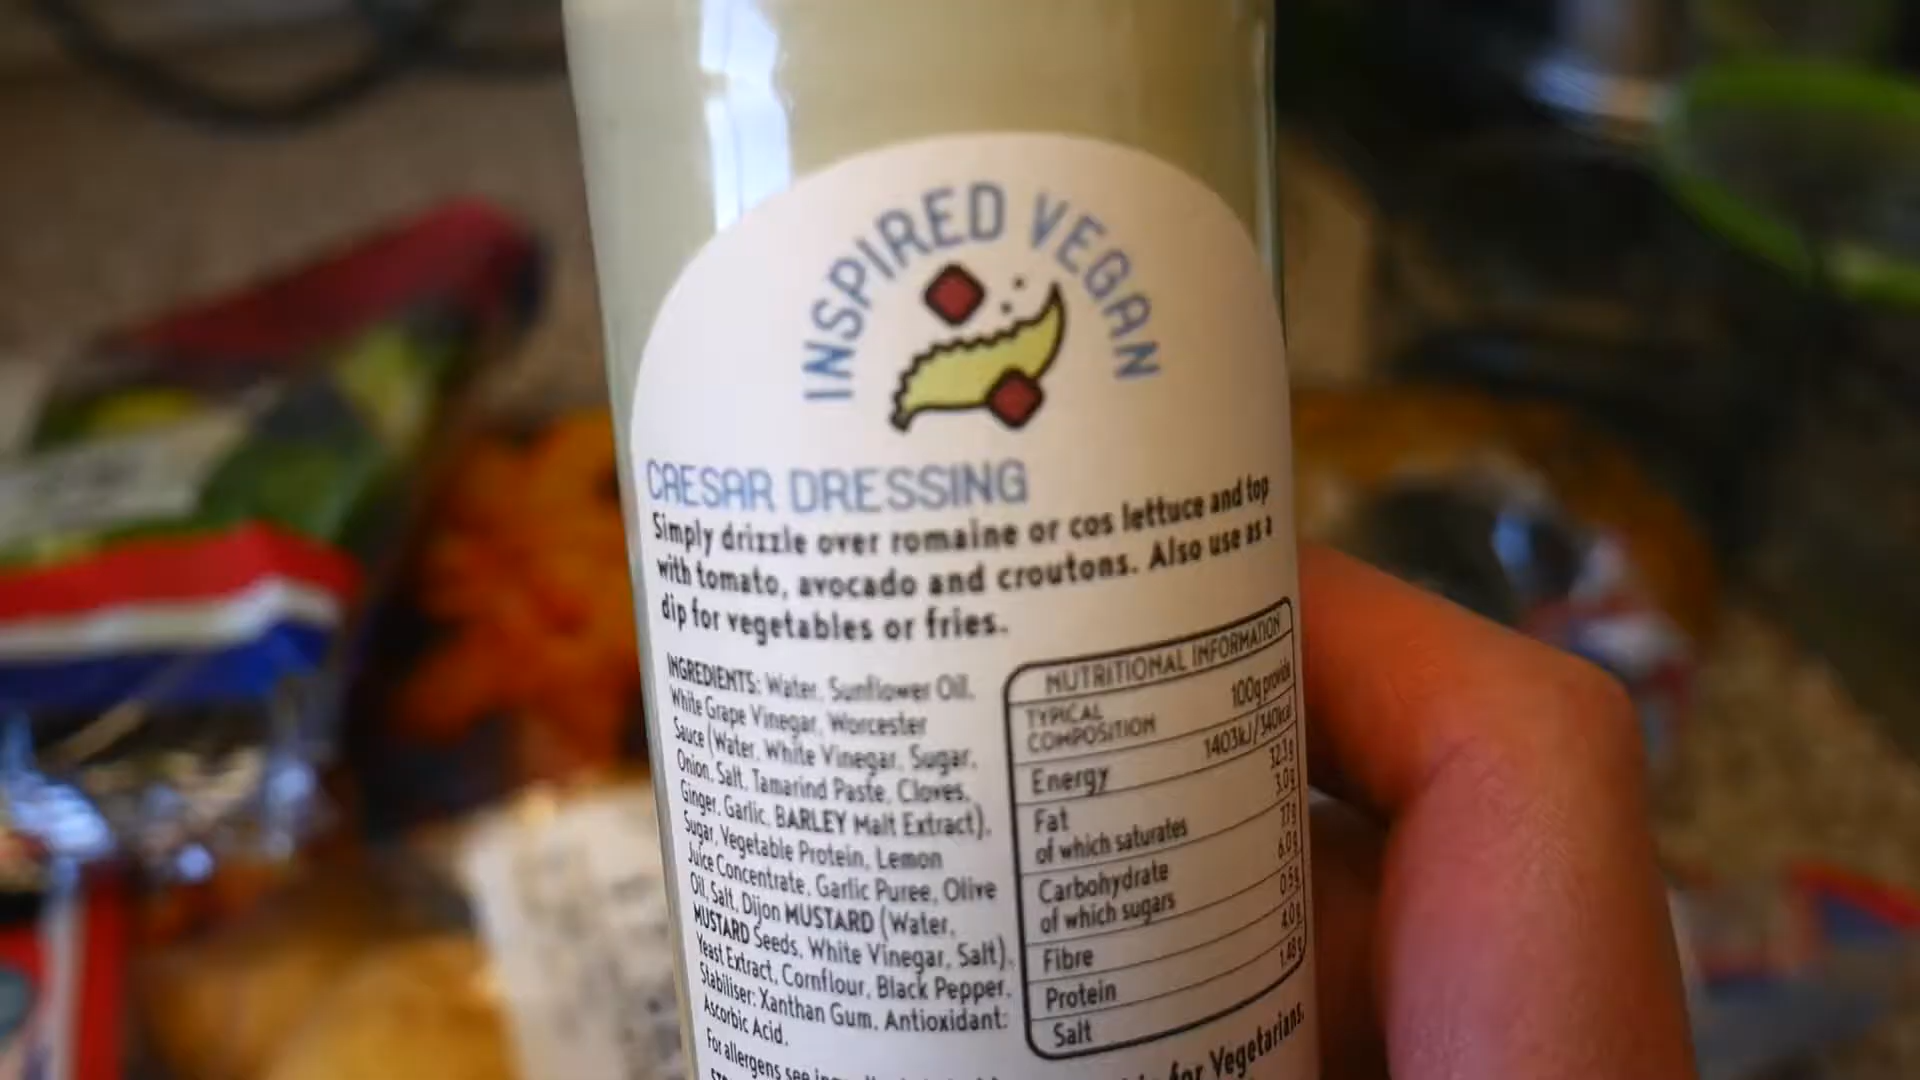 INSPIRED VEGAN
CAESAR DRESSING
Simply drizzle over romaine or cos lettuce and top
with tomato, avocado and croutons. Also use as a
dip for vegetables or fries.
INGREDIENTS: Water, Sunflower Oil,
White Grape Vinegar, Worcester
Sauce (Water, White Vinegar, Sugar,
Onion, Salt, Tamarind Paste, Cloves,
Ginger, Garlic, BARLEY Malt Extract),
Sugar, Vegetable Protein, Lemon
Juice Concentrate, Garlic Puree, Olive
Oil, Salt, Dijon MUSTARD (Water,
MUSTARD Seeds, White Vinegar, Salt),
Yeast Extract, Cornflour, Black Pepper,
Stabiliser: Xanthan Gum, Antioxidant:
Ascorbic Acid.
For allergens see
NUTRITIONAL INFORMATION
TYPICAL
COMPOSITION
100g provide
Energy 1403kJ/340kcal
Fat 32.3g
of which saturates 3.0g
Carbohydrate 7.7g
of which sugars 6.0g
Fibre 0.5g
Protein 4.0g
Salt 1.48g
for Vegetarians.